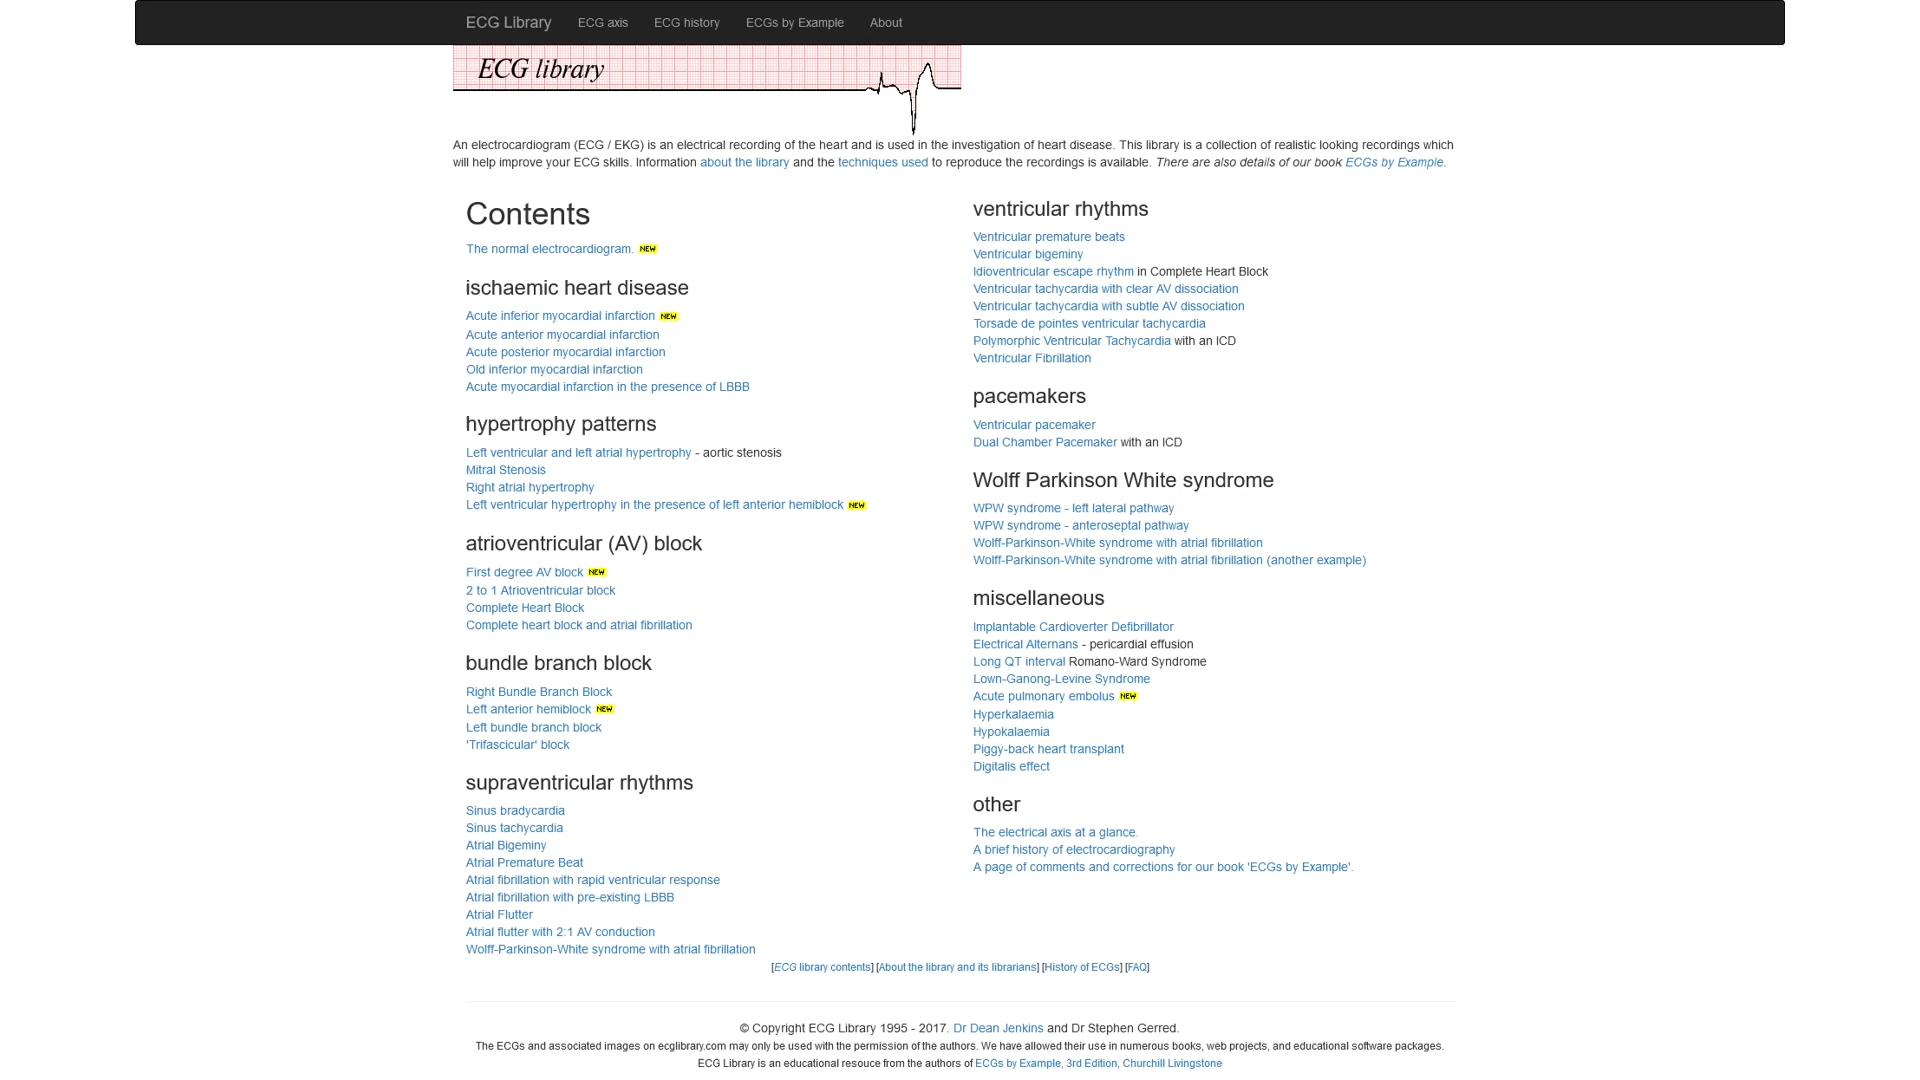 ECG Library ECG axis ECG history ECGs by Example About
ECG library
An electrocardiogram (ECG / EKG) is an electrical recording of the heart and is used in the investigation of heart disease. This library is a collection of realistic looking recordings which
will help improve your ECG skills. Information about the library and the techniques used to reproduce the recordings is available. There are also details of our book ECGs by Example.
Contents
The normal electrocardiogram. NEW
ischaemic heart disease
Acute inferior myocardial infarction NEW
Acute anterior myocardial infarction
Acute posterior myocardial infarction
Old inferior myocardial infarction
Acute myocardial infarction in the presence of LBBB
hypertrophy patterns
Left ventricular and left atrial hypertrophy - aortic stenosis
Mitral Stenosis
Right atrial hypertrophy
Left ventricular hypertrophy in the presence of left anterior hemiblock NEW
atrioventricular (AV) block
First degree AV block NEW
2 to 1 Atrioventricular block
Complete Heart Block
Complete heart block and atrial fibrillation
bundle branch block
Right Bundle Branch Block
Left anterior hemiblock NEW
Left bundle branch block
'Trifascicular' block
supraventricular rhythms
Sinus bradycardia
Sinus tachycardia
Atrial Bigeminy
Atrial Premature Beat
Atrial fibrillation with rapid ventricular response
Atrial fibrillation with pre-existing LBBB
Atrial Flutter
Atrial flutter with 2:1 AV conduction
Wolff-Parkinson-White syndrome with atrial fibrillation
ventricular rhythms
Ventricular premature beats
Ventricular bigeminy
Idioventricular escape rhythm in Complete Heart Block
Ventricular tachycardia with clear AV dissociation
Ventricular tachycardia with subtle AV dissociation
Torsade de pointes ventricular tachycardia
Polymorphic Ventricular Tachycardia with an ICD
Ventricular Fibrillation
pacemakers
Ventricular pacemaker
Dual Chamber Pacemaker with an ICD
Wolff Parkinson White syndrome
WPW syndrome - left lateral pathway
WPW syndrome - anteroseptal pathway
Wolff-Parkinson-White syndrome with atrial fibrillation
Wolff-Parkinson-White syndrome with atrial fibrillation (another example)
miscellaneous
Implantable Cardioverter Defibrillator
Electrical Alternans - pericardial effusion
Long QT interval Romano-Ward Syndrome
Lown-Ganong-Levine Syndrome
Acute pulmonary embolus NEW
Hyperkalaemia
Hypokalaemia
Piggy-back heart transplant
Digitalis effect
other
The electrical axis at a glance.
A brief history of electrocardiography
A page of comments and corrections for our book 'ECGs by Example'.
[ECG library contents] [About the library and its librarians] [History of ECGs] [FAQ]
© Copyright ECG Library 1995 - 2017. Dr Dean Jenkins and Dr Stephen Gerred.
The ECGs and associated images on ecglibrary.com may only be used with the permission of the authors. We have allowed their use in numerous books, web projects, and educational software packages.
ECG Library is an educational resouce from the authors of ECGs by Example, 3rd Edition, Churchill Livingstone